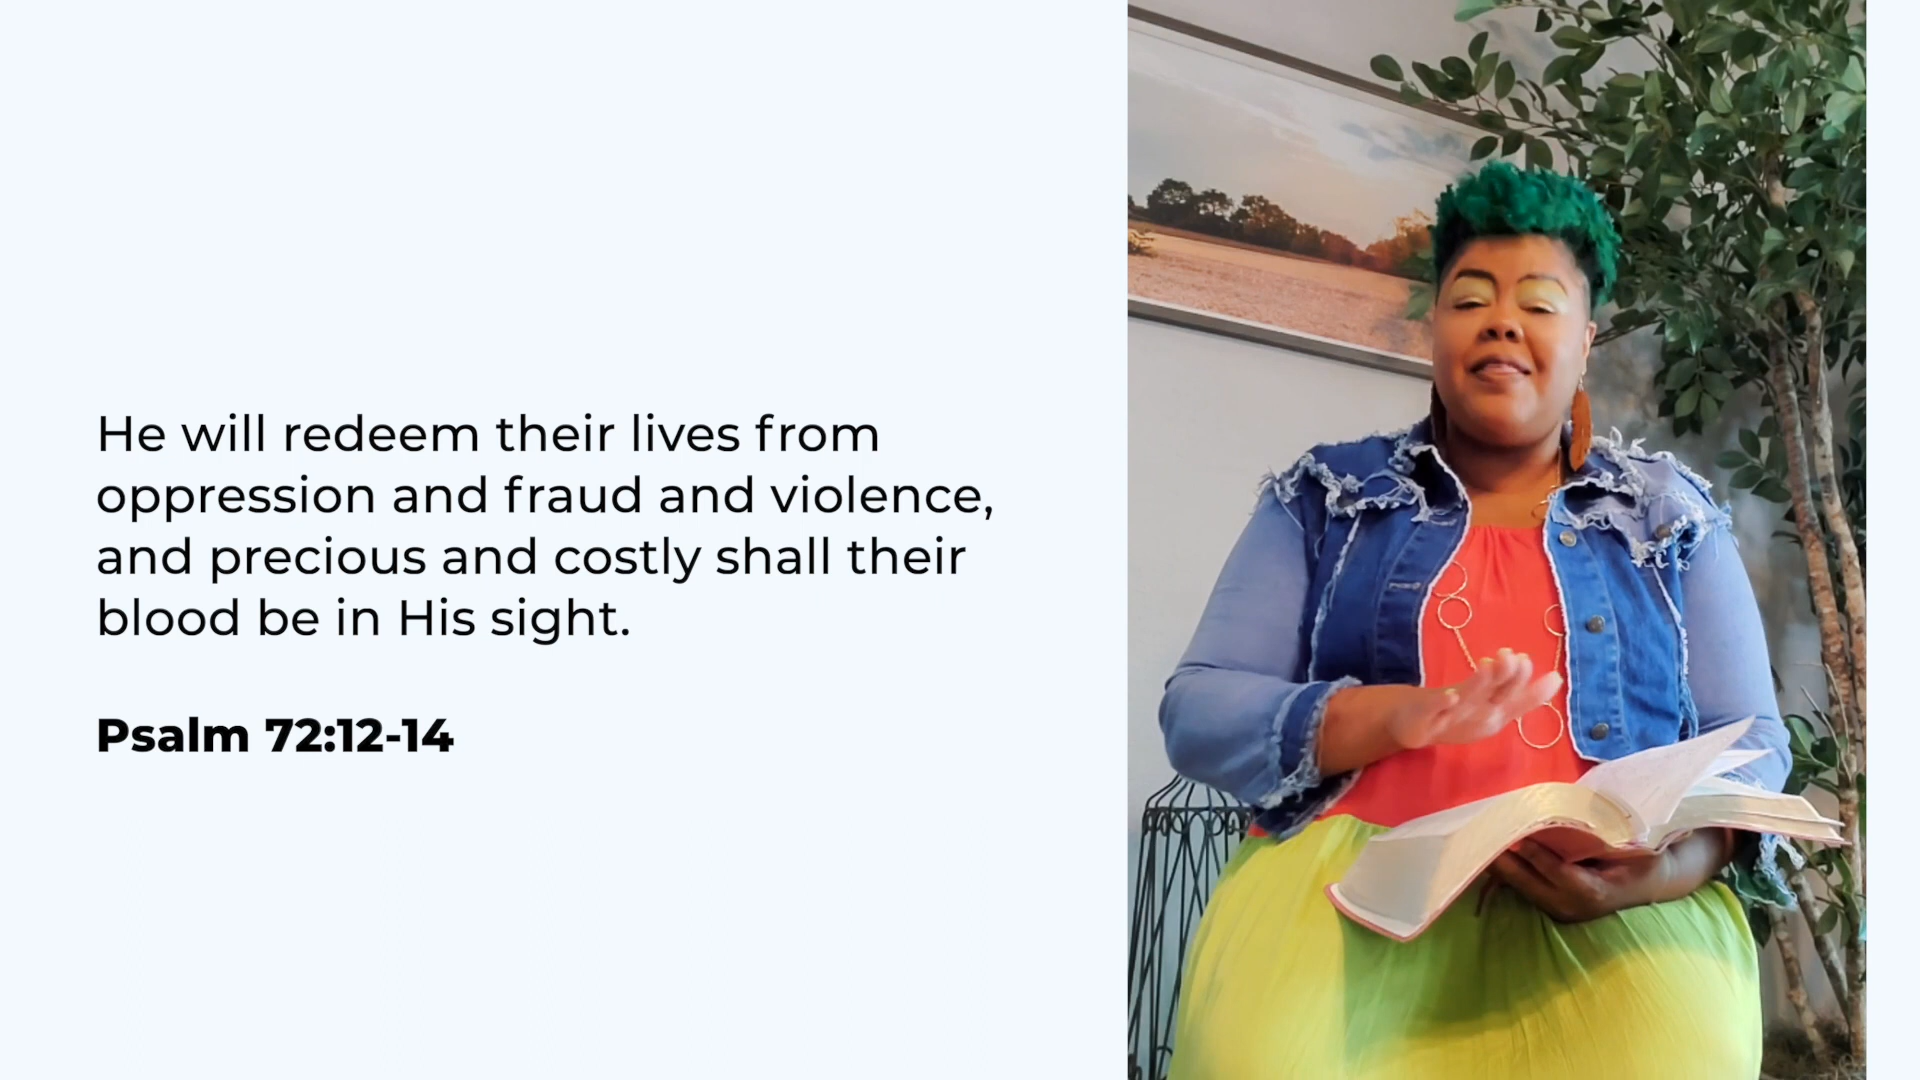 He will redeem their lives from
oppression and fraud and violence,
and precious and costly shall their
blood be in His sight.
Psalm 72:12-14